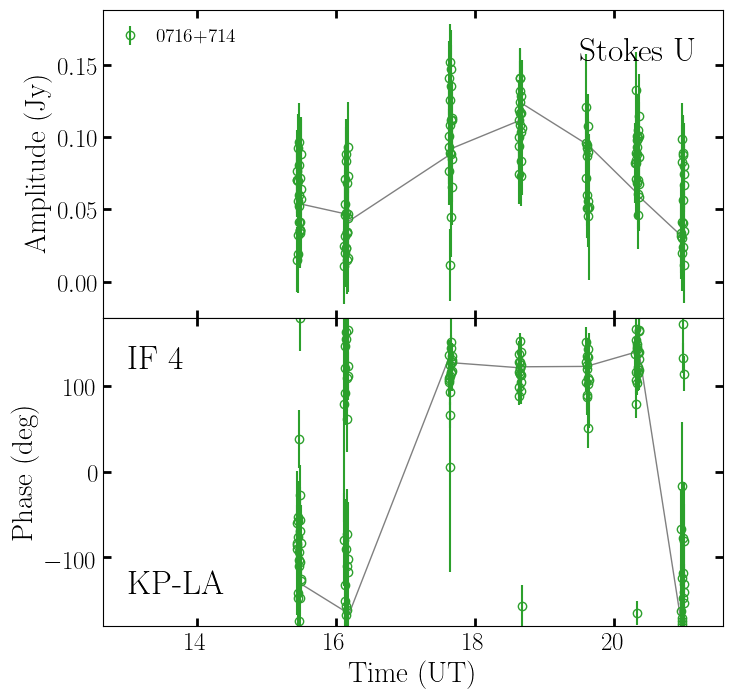 0716+714
Stokes U
0.15
0.10
0.05
0.00
Amplitude (Jy)
IF 4
100
0
−100
Phase (deg)
KP-LA
14 16 18 20
Time (UT)